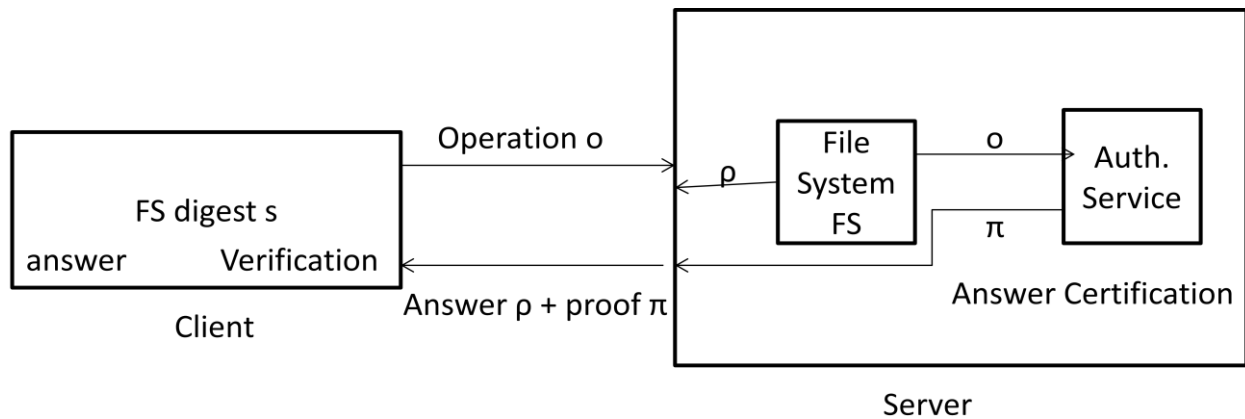 Operation o
FS digest s
answer
Verification
Client
Answer ρ + proof π
ρ
File
System
FS
o
π
Auth.
Service
Answer Certification
Server